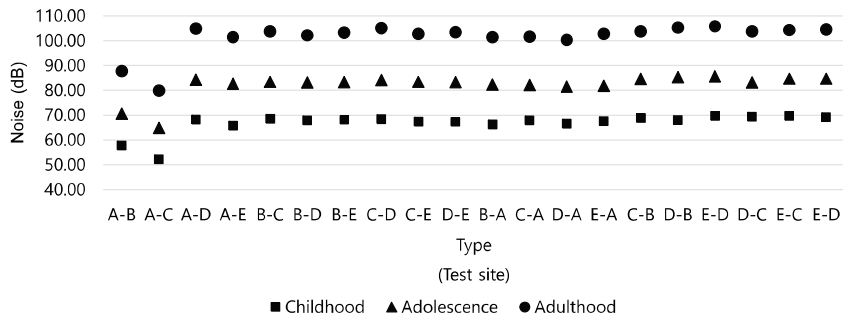 110.00
100.00
90.00
80.00
70.00
60.00
50.00
40.00
Noise (dB)
A-B A-C A-D A-E B-C B-D B-E C-D C-E D-E B-A C-A D-A E-A C-B D-B E-D D-C E-C E-D
Type
(Test site)
Childhood Adolescence Adulthood